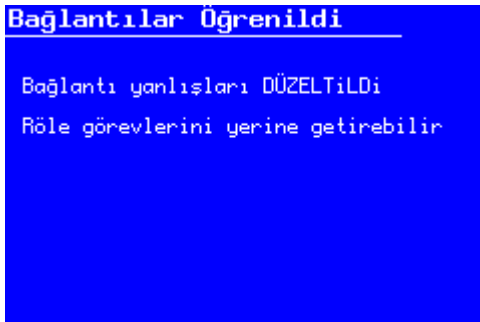 Bağlantılar Öğrenildi
Bağlantı yanlışları DÜZELTiLDi
Röle görevlerini yerine getirebilir